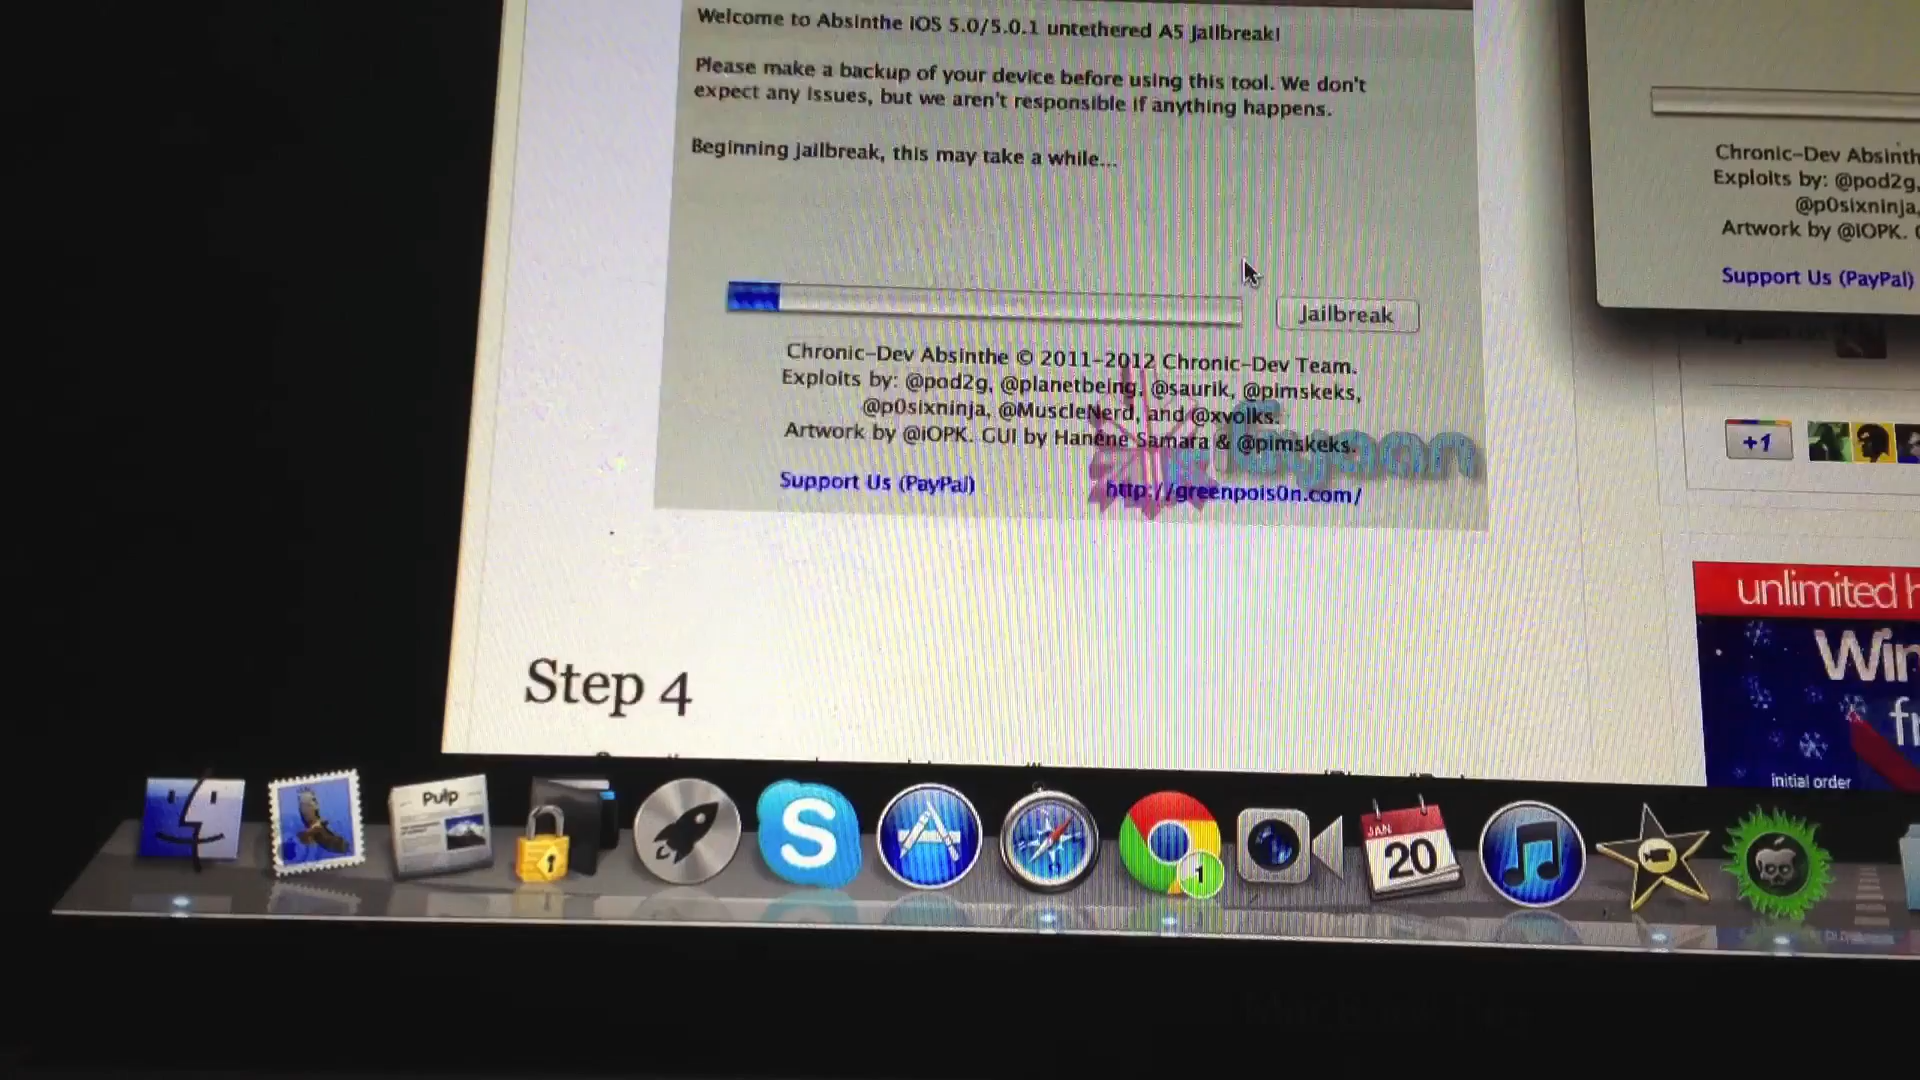 Welcome to Absinthe iOS 5.0/5.0.1 untethered A5 Jailbreak!
Please make a backup of your device before using this tool. We don't
expect any issues, but we aren't responsible if anything happens.
Beginning jailbreak, this may take a while...
Jailbreak
Chronic-Dev Absinthe © 2011-2012 Chronic-Dev Team.
Exploits by: @pod2g, @planetbeing, @saurik, @pimskeks,
@p0sixninja, @MuscleNerd, and @xvolks.
Artwork by @iOPK. GUI by Hanéne Samara & @pimskeks.
Support Us (PayPal)
http://greenpois0n.com/
Step 4
Chronic-Dev Absinth
Exploits by: @pod2g,
@p0sixninja,
Artwork by @iOPK.
Support Us (PayPal)
+1
unlimited
initial order
Pulp
1
JAN
20